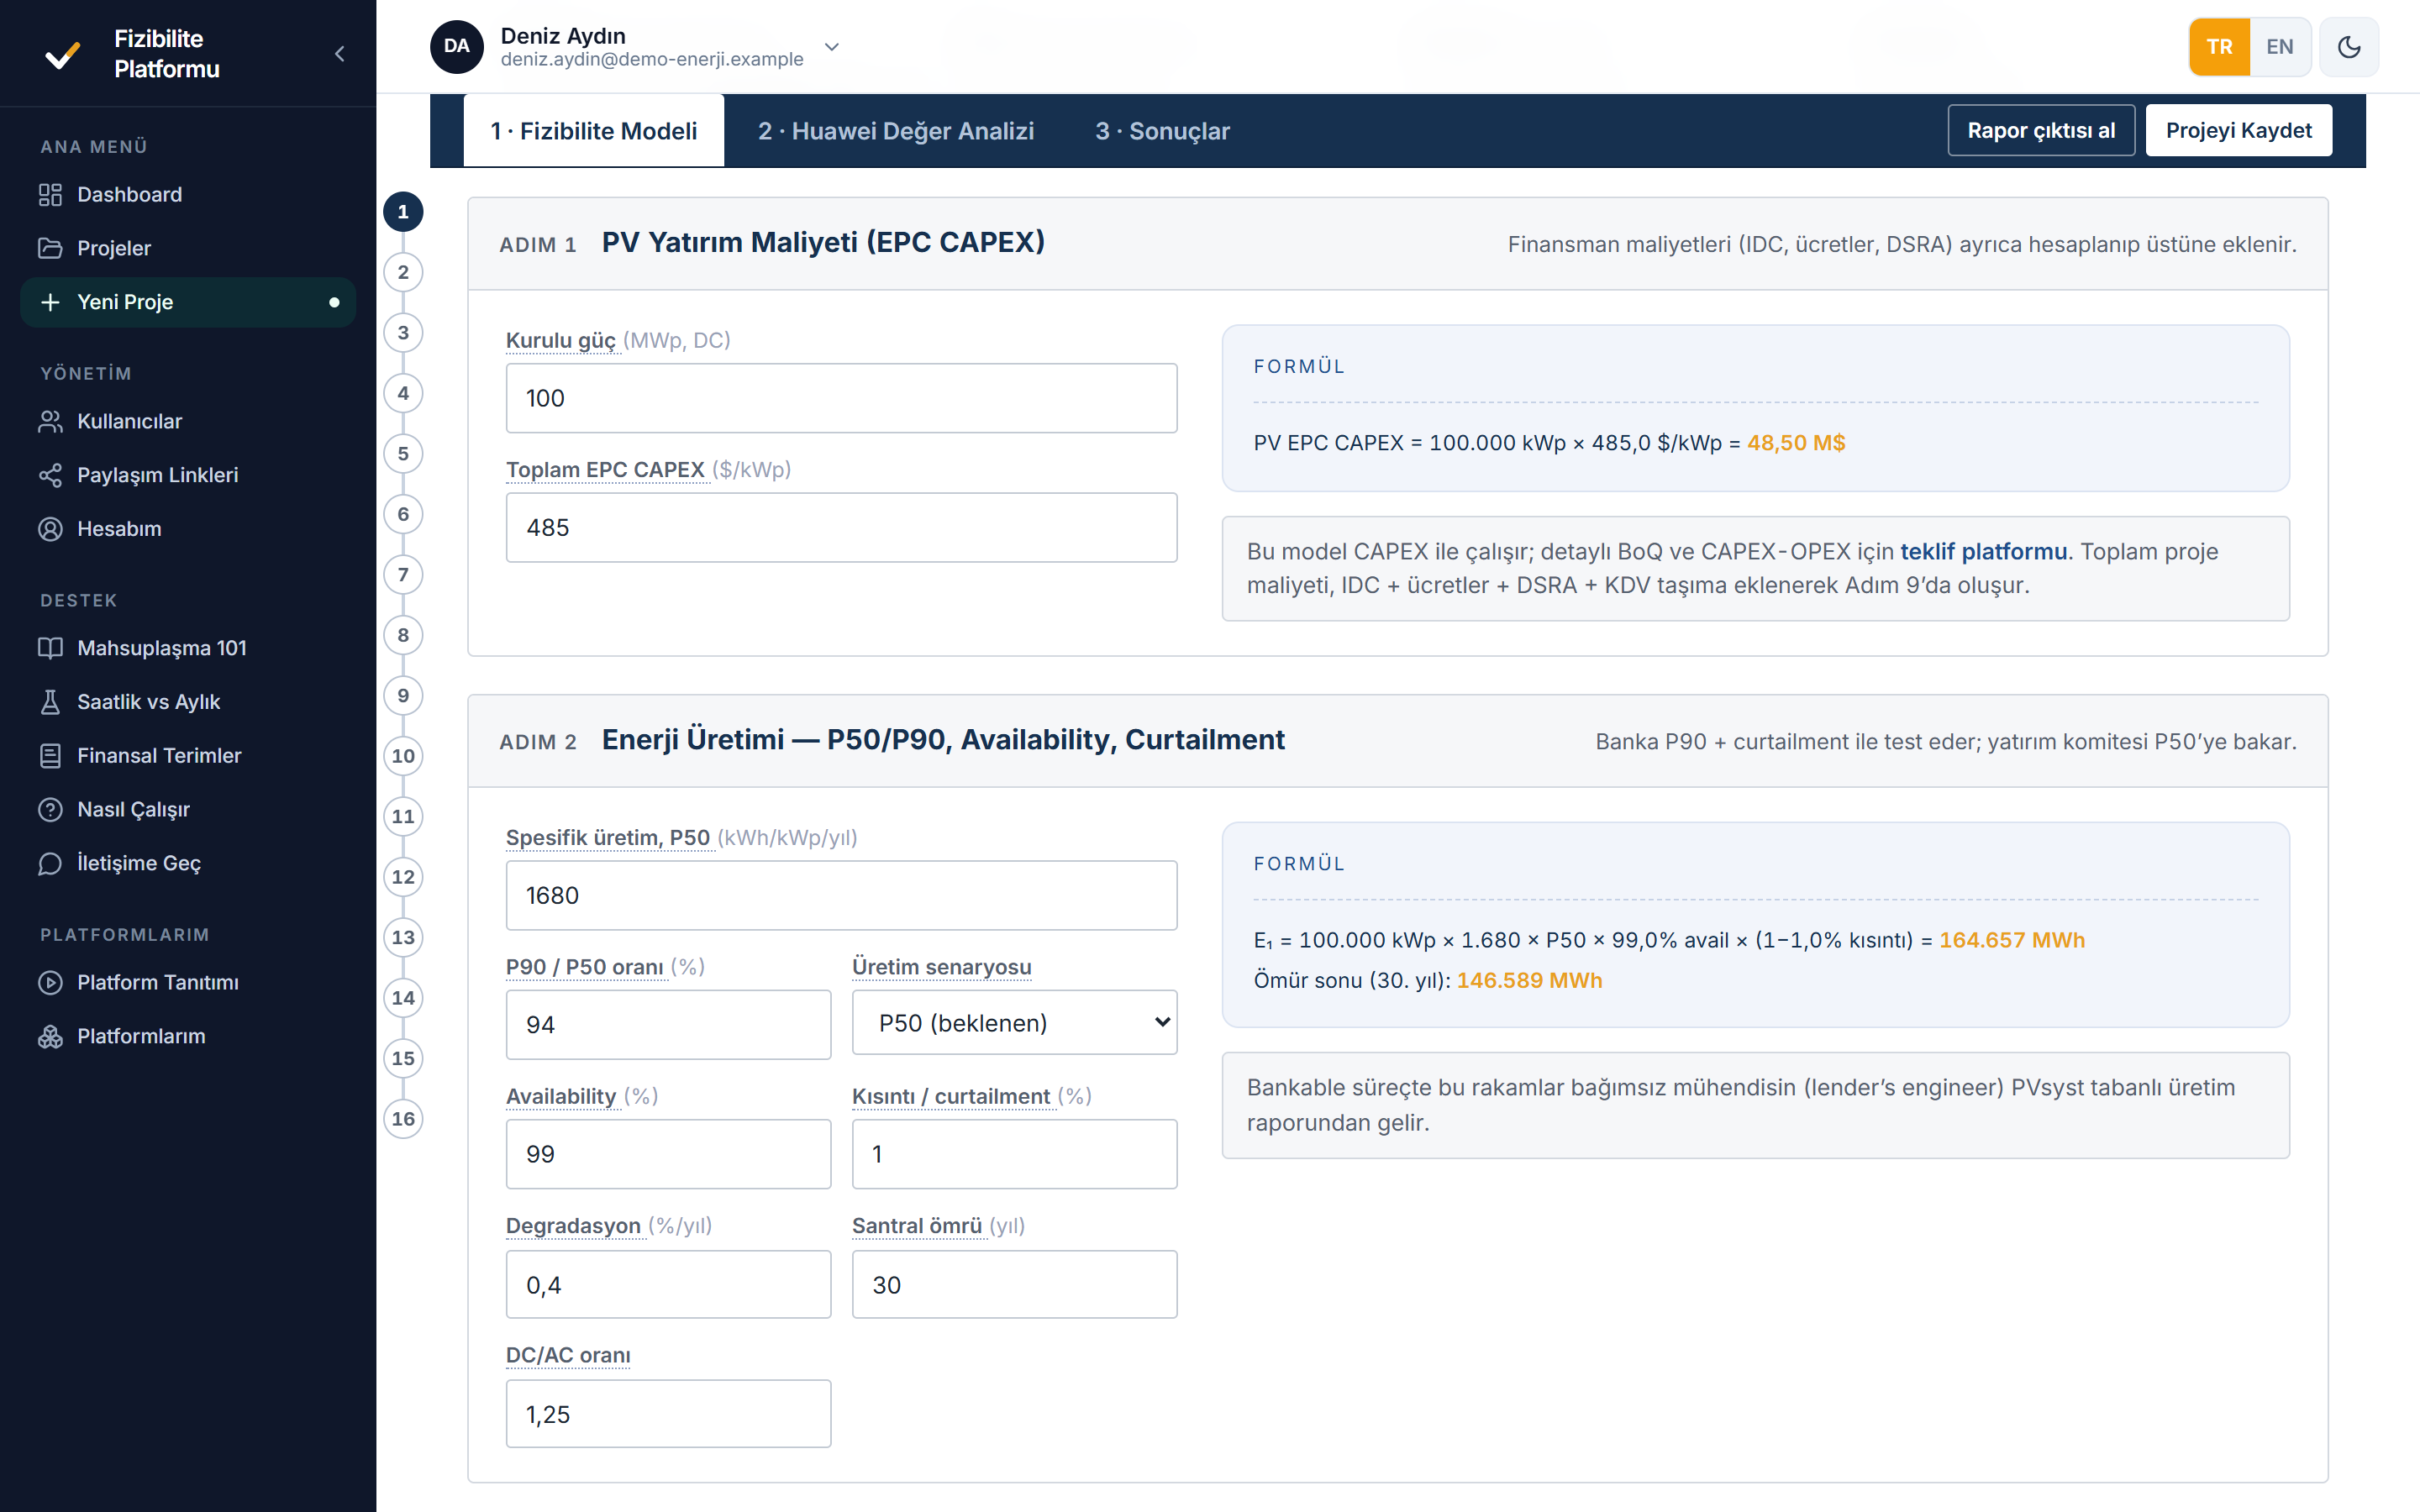 Fizibilite
Platformu
ANA MENÜ
Dashboard
Projeler
Yeni Proje
YÖNETİM
Kullanıcılar
Paylaşım Linkleri
Hesabım
DESTEK
Mahsuplaşma 101
Saatlik vs Aylık
Finansal Terimler
Nasıl Çalışır
İletişime Geç
PLATFORMLARIM
Platform Tanıtımı
Platformlarım
DA
Deniz Aydın
deniz.aydin@demo-enerji.example
TR
EN
1 · Fizibilite Modeli
2 · Huawei Değer Analizi
3 · Sonuçlar
Rapor çıktısı al
Projeyi Kaydet
1
2
3
4
5
6
7
8
9
10
11
12
13
14
15
16
ADIM 1 PV Yatırım Maliyeti (EPC CAPEX)
Finansman maliyetleri (IDC, ücretler, DSRA) ayrıca hesaplanıp üstüne eklenir.
Kurulu güç (MWp, DC)
100
Toplam EPC CAPEX ($/kWp)
485
FORMÜL
PV EPC CAPEX = 100.000 kWp × 485,0 $/kWp = 48,50 M$
Bu model CAPEX ile çalışır; detaylı BoQ ve CAPEX-OPEX için teklif platformu. Toplam proje
maliyeti, IDC + ücretler + DSRA + KDV taşıma eklenerek Adım 9’da oluşur.
ADIM 2 Enerji Üretimi — P50/P90, Availability, Curtailment
Banka P90 + curtailment ile test eder; yatırım komitesi P50’ye bakar.
Spesifik üretim, P50 (kWh/kWp/yıl)
1680
P90 / P50 oranı (%)
94
Üretim senaryosu
P50 (beklenen)
Availability (%)
99
Kısıntı / curtailment (%)
1
Degradasyon (%/yıl)
0,4
Santral ömrü (yıl)
30
DC/AC oranı
1,25
FORMÜL
E₁ = 100.000 kWp × 1.680 × P50 × 99,0% avail × (1−1,0% kısıntı) = 164.657 MWh
Ömür sonu (30. yıl): 146.589 MWh
Bankable süreçte bu rakamlar bağımsız mühendisin (lender’s engineer) PVsyst tabanlı üretim
raporundan gelir.